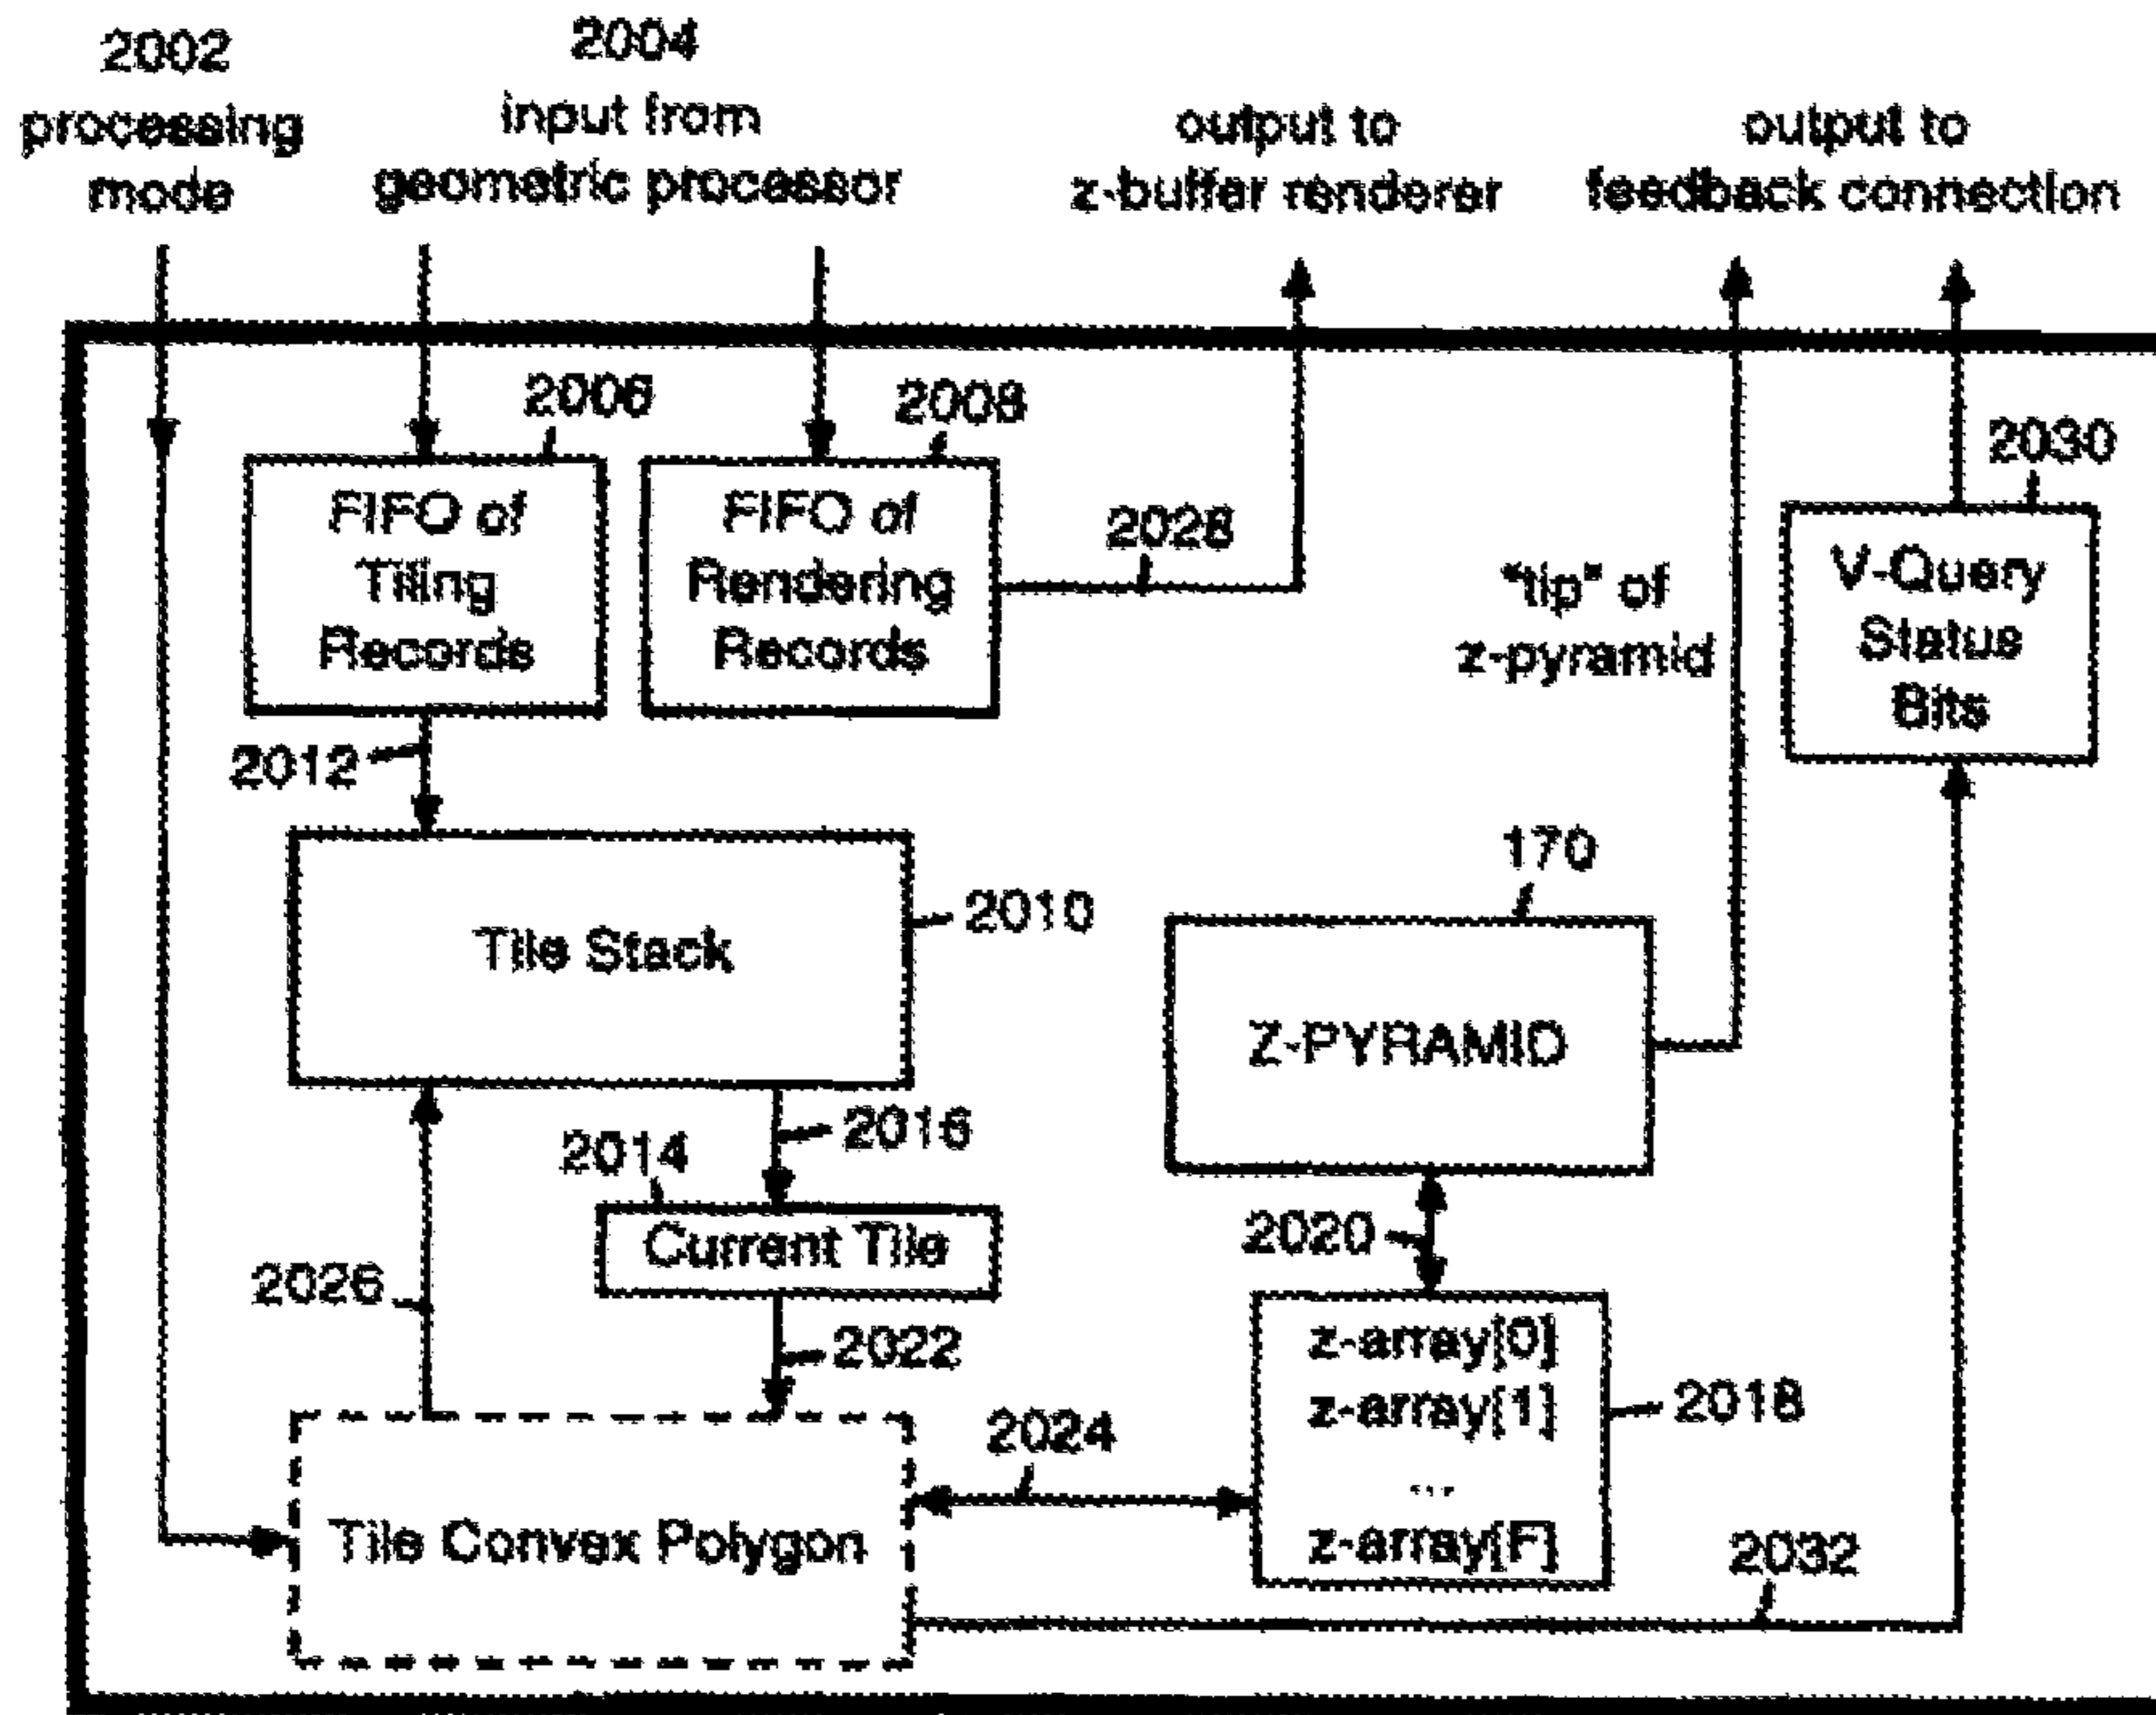 2002
processing
mode
2004
input from
geometric processor
output to
z-buffer renderer
output to
feedback connection
2006
FIFO of
Tiling
Records
2008
FIFO of
Rendering
Records
2028
"tip" of
z-pyramid
2030
V-Query
Status
Bits
2012
Tile Stack
2010
170
Z-PYRAMID
2014
2016
Current Tile
2026
2022
2020
z-array[0]
z-array[1]
...
z-array[F]
2018
2024
Tile Convex Polygon
2032